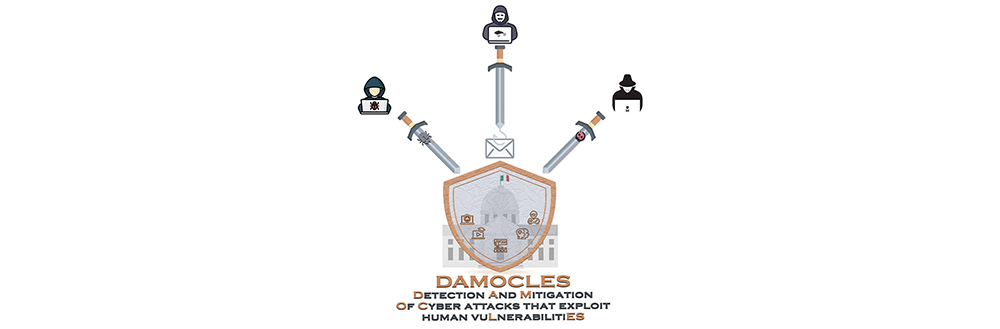 DAMOCLES
DETECTION AND MITIGATION
OF CYBER ATTACKS THAT EXPLOIT
HUMAN VULNERABILITIES